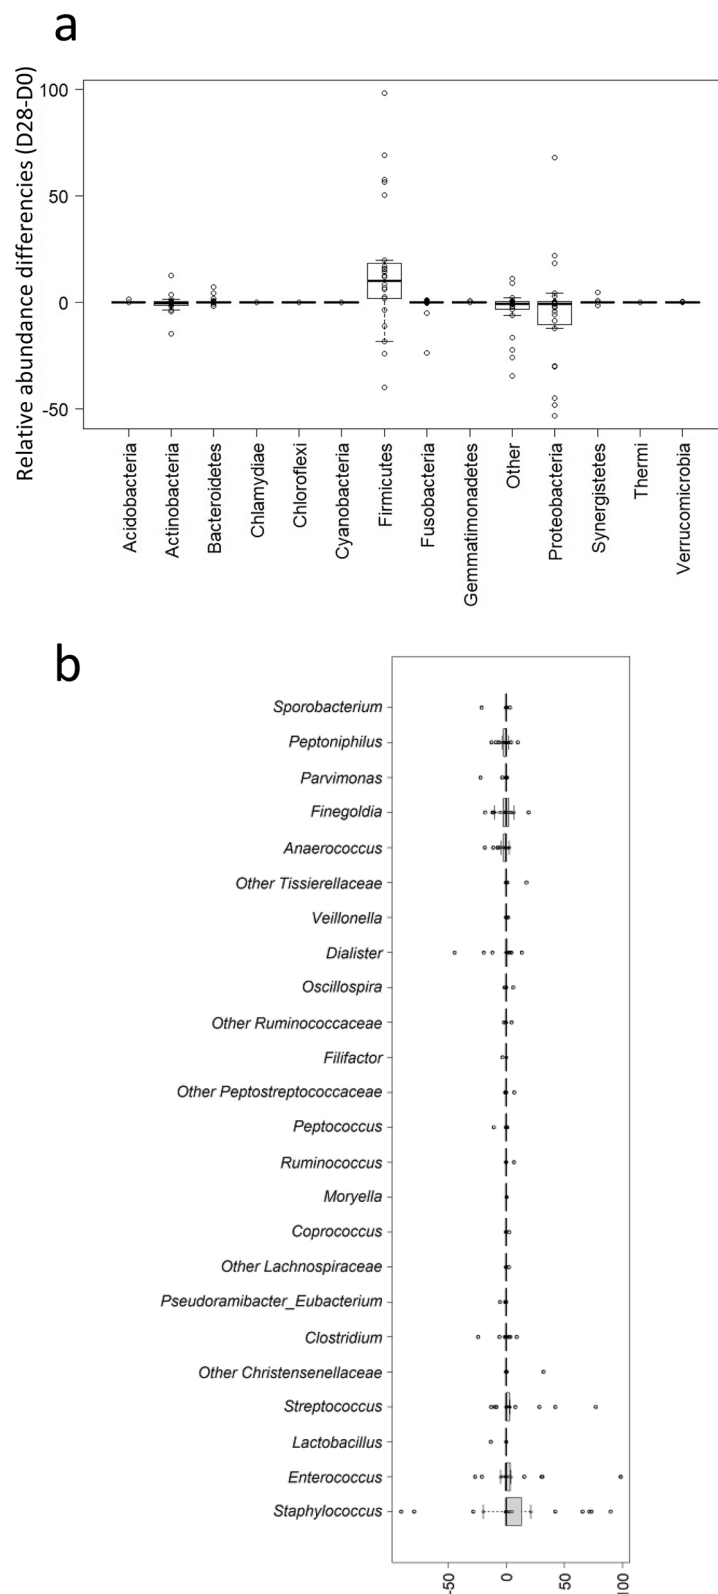 a
Relative abundance differencies (D28-D0)
100
50
0
-50
Acidobacteria
Actinobacteria
Bacteroidetes
Chlamydiae
Chloroflexi
Cyanobacteria
Firmicutes
Fusobacteria
Gemmatimonadetes
Other
Proteobacteria
Synergistetes
Thermi
Verrucomicrobia
b
Sporobacterium
Peptoniphilus
Parvimonas
Finegoldia
Anaerococcus
Other Tissierellaceae
Veillonella
Dialister
Oscillospira
Other Ruminococcaceae
Filifactor
Other Peptostreptococcaceae
Peptococcus
Ruminococcus
Moryella
Coprococcus
Other Lachnospiraceae
Pseudoramibacter_Eubacterium
Clostridium
Other Christensenellaceae
Streptococcus
Lactobacillus
Enterococcus
Staphylococcus
-50
0
50
100